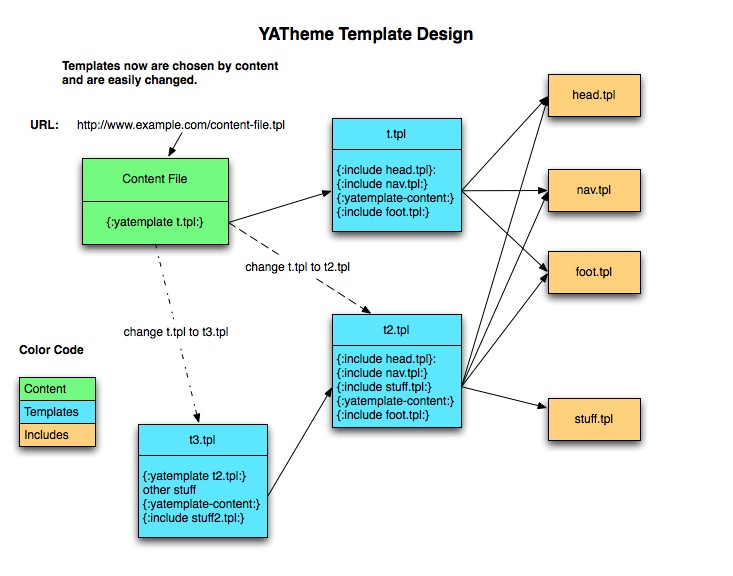 YATheme Template Design
Templates now are chosen by content
and are easily changed.
URL: http://www.example.com/content-file.tpl
Content File
{:yatemplate t.tpl:}
t.tpl
{:include head.tpl}:
{:include nav.tpl:}
{:yatemplate-content:}
{:include foot.tpl:}
head.tpl
nav.tpl
foot.tpl
change t.tpl to t2.tpl
change t.tpl to t3.tpl
t2.tpl
{:include head.tpl}:
{:include nav.tpl:}
{:include stuff.tpl:}
{:yatemplate-content:}
{:include foot.tpl:}
stuff.tpl
Color Code
Content
Templates
Includes
t3.tpl
{:yatemplate t2.tpl:}
other stuff
{:yatemplate-content:}
{:include stuff2.tpl:}